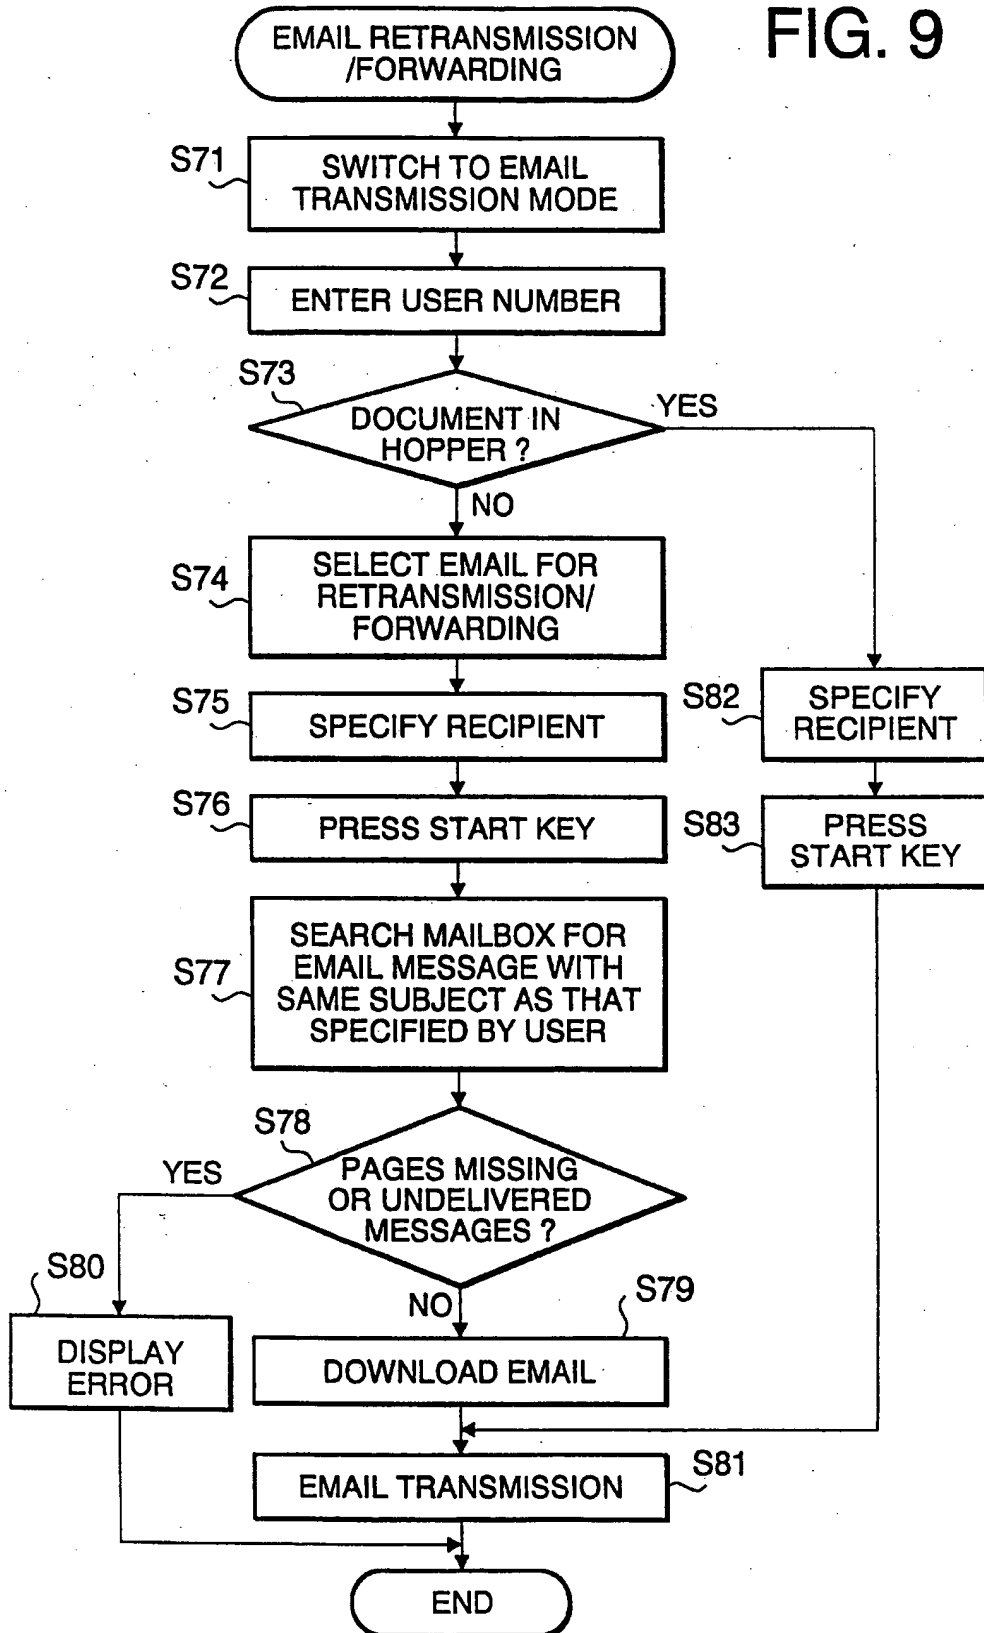 FIG. 9
EMAIL RETRANSMISSION
/FORWARDING
S71
SWITCH TO EMAIL
TRANSMISSION MODE
S72
ENTER USER NUMBER
S73
DOCUMENT IN
HOPPER ?
YES
NO
S74
SELECT EMAIL FOR
RETRANSMISSION/
FORWARDING
S75
SPECIFY RECIPIENT
S82
SPECIFY
RECIPIENT
S76
PRESS START KEY
S83
PRESS
START KEY
S77
SEARCH MAILBOX FOR
EMAIL MESSAGE WITH
SAME SUBJECT AS THAT
SPECIFIED BY USER
S78
PAGES MISSING
OR UNDELIVERED
MESSAGES ?
YES
NO
S80
DISPLAY
ERROR
S79
DOWNLOAD EMAIL
S81
EMAIL TRANSMISSION
END